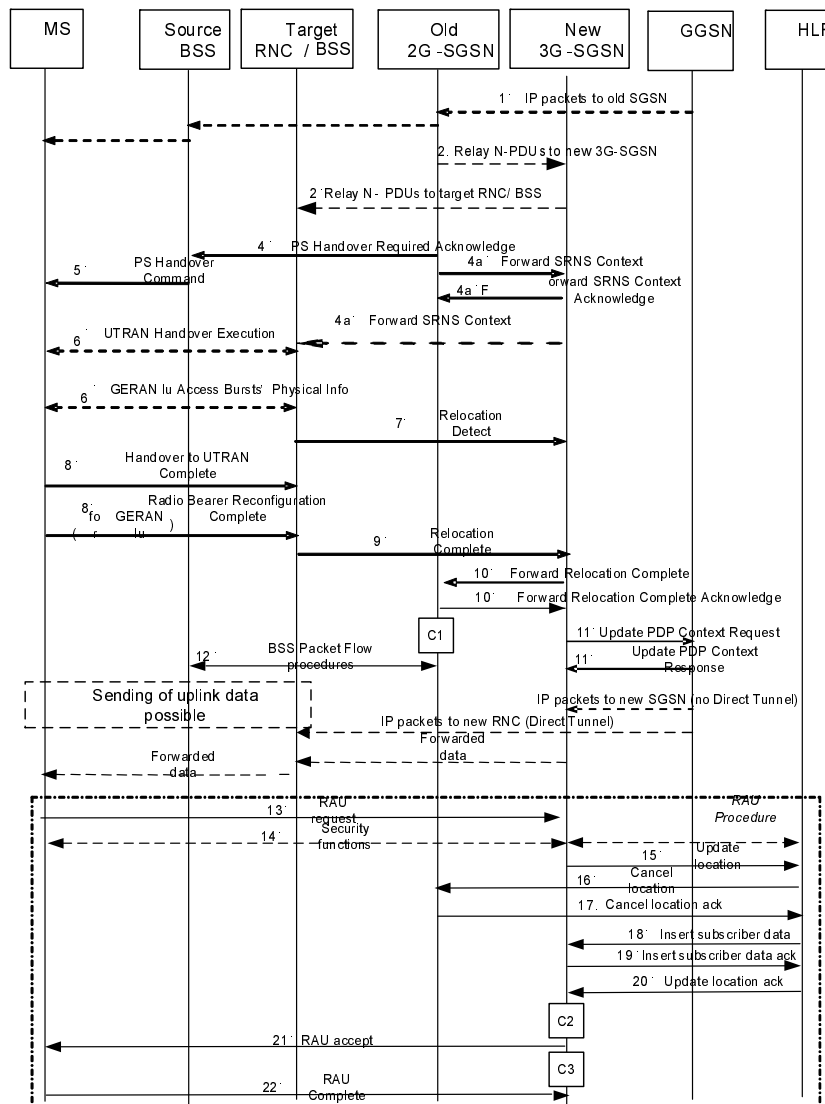 MS
Source
BSS
Target
RNC / BSS
Old
2G -SGSN
New
3G -SGSN
GGSN
HLR
1. IP packets to old SGSN
2. Relay N-PDUs to new 3G-SGSN
2. Relay N- PDUs to target RNC/ BSS
4. PS Handover Required Acknowledge
4a. Forward SRNS Context
5. PS Handover
Command
4a. F
orward SRNS Context
Acknowledge
4a. Forward SRNS Context
6. UTRAN Handover Execution
6. GERAN Iu Access Bursts' Physical Info
7. Relocation
Detect
8. Handover to UTRAN
Complete
8. Radio Bearer Reconfiguration
Complete
( fo r GERAN Iu )
9. Relocation
Complete
10. Forward Relocation Complete
10. Forward Relocation Complete Acknowledge
C1
11. Update PDP Context Request
12. BSS Packet Flow
procedures
11. Update PDP Context
Response
Sending of uplink data
possible
IP packets to new SGSN (no Direct Tunnel)
IP packets to new RNC (Direct Tunnel)
Forwarded
data
Forwarded
data
RAU
Procedure
13. RAU
request
14. Security
functions
15. Update
location
16. Cancel
location
17. Cancel location ack
18. Insert subscriber data
19. Insert subscriber data ack
20. Update location ack
C2
21. RAU accept
C3
22. RAU
Complete